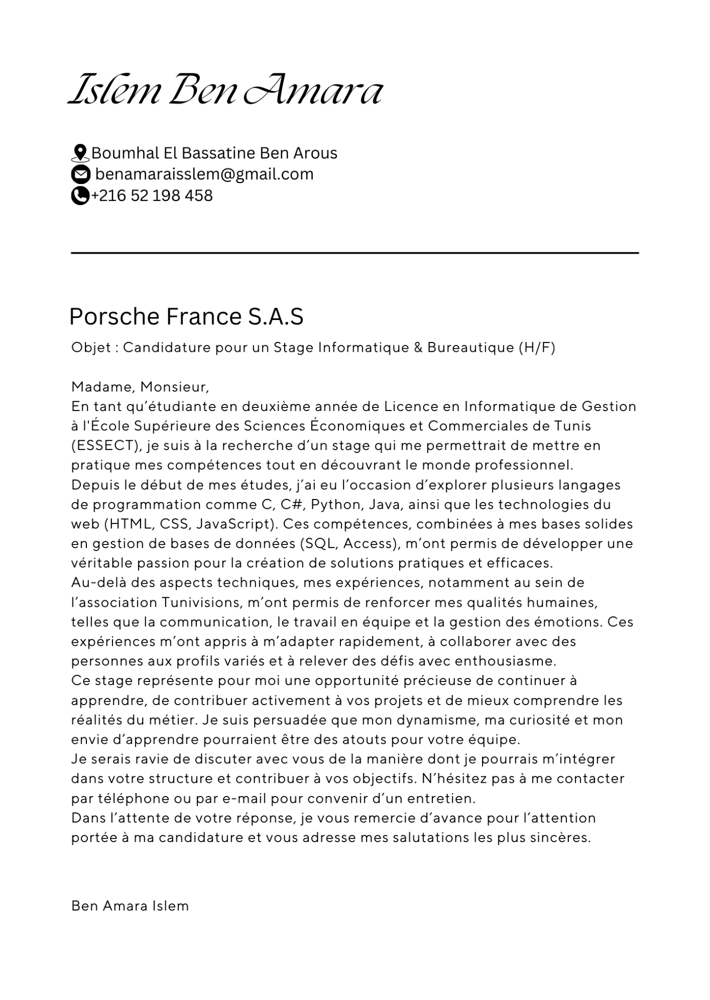 Islem Ben Amara
Boumhal El Bassatine Ben Arous
benamaraisslem@gmail.com
+216 52 198 458
Porsche France S.A.S
Objet : Candidature pour un Stage Informatique & Bureautique (H/F)
Madame, Monsieur,
En tant qu’étudiante en deuxième année de Licence en Informatique de Gestion
à l'École Supérieure des Sciences Économiques et Commerciales de Tunis
(ESSECT), je suis à la recherche d’un stage qui me permettrait de mettre en
pratique mes compétences tout en découvrant le monde professionnel.
Depuis le début de mes études, j’ai eu l’occasion d’explorer plusieurs langages
de programmation comme C, C#, Python, Java, ainsi que les technologies du
web (HTML, CSS, JavaScript). Ces compétences, combinées à mes bases solides
en gestion de bases de données (SQL, Access), m’ont permis de développer une
véritable passion pour la création de solutions pratiques et efficaces.
Au-delà des aspects techniques, mes expériences, notamment au sein de
l’association Tunivisions, m’ont permis de renforcer mes qualités humaines,
telles que la communication, le travail en équipe et la gestion des émotions. Ces
expériences m’ont appris à m’adapter rapidement, à collaborer avec des
personnes aux profils variés et à relever des défis avec enthousiasme.
Ce stage représente pour moi une opportunité précieuse de continuer à
apprendre, de contribuer activement à vos projets et de mieux comprendre les
réalités du métier. Je suis persuadée que mon dynamisme, ma curiosité et mon
envie d’apprendre pourraient être des atouts pour votre équipe.
Je serais ravie de discuter avec vous de la manière dont je pourrais m’intégrer
dans votre structure et contribuer à vos objectifs. N’hésitez pas à me contacter
par téléphone ou par e-mail pour convenir d’un entretien.
Dans l’attente de votre réponse, je vous remercie d’avance pour l’attention
portée à ma candidature et vous adresse mes salutations les plus sincères.
Ben Amara Islem